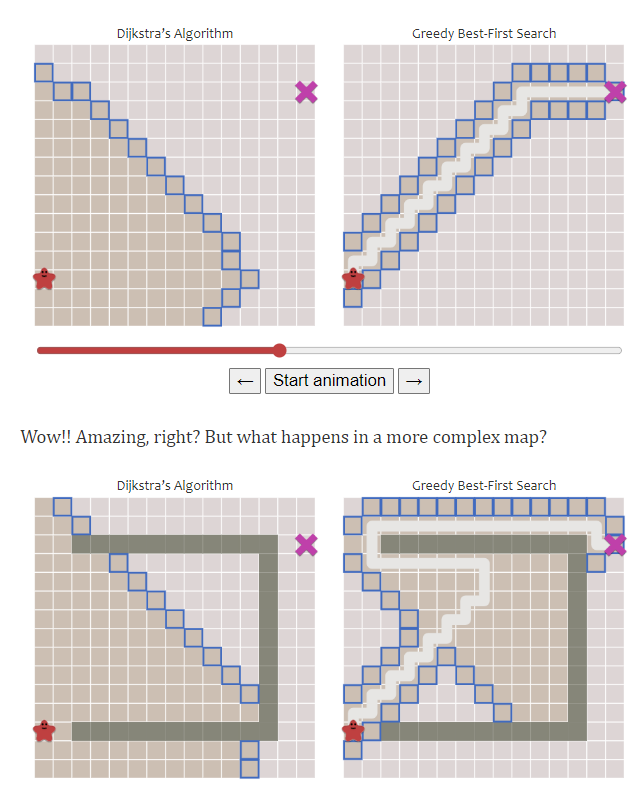 Dijkstra's Algorithm
Greedy Best-First Search
← Start animation →
Wow!! Amazing, right? But what happens in a more complex map?
Dijkstra's Algorithm
Greedy Best-First Search